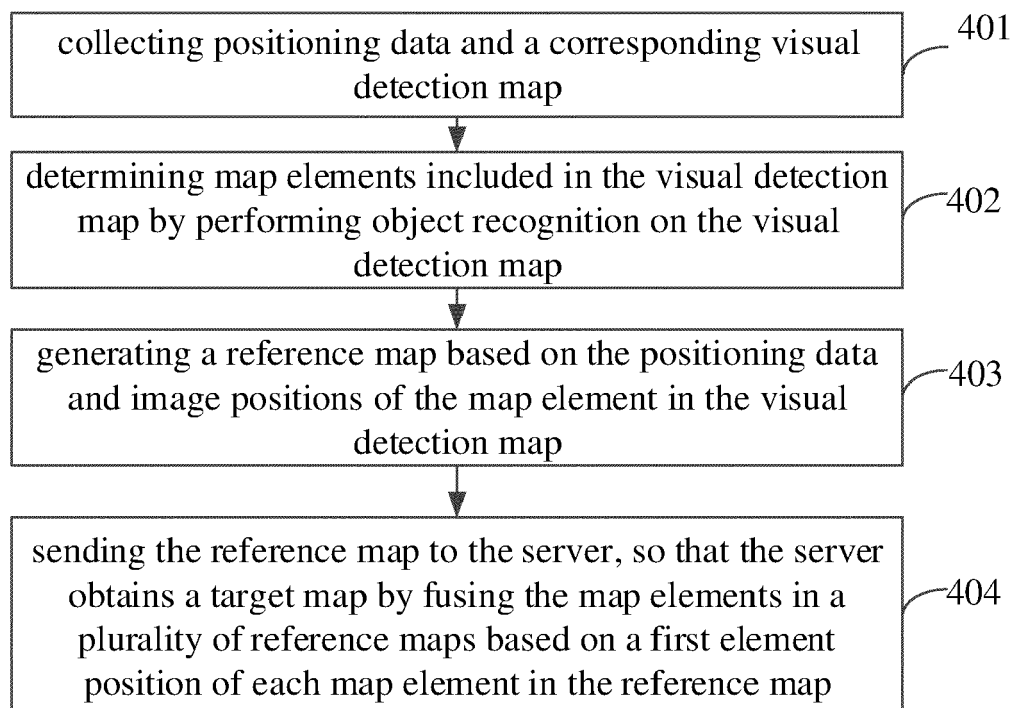 collecting positioning data and a corresponding visual
detection map
401
determining map elements included in the visual detection
map by performing object recognition on the visual
detection map
402
generating a reference map based on the positioning data
and image positions of the map element in the visual
detection map
403
sending the reference map to the server, so that the server
obtains a target map by fusing the map elements in a
plurality of reference maps based on a first element
position of each map element in the reference map
404